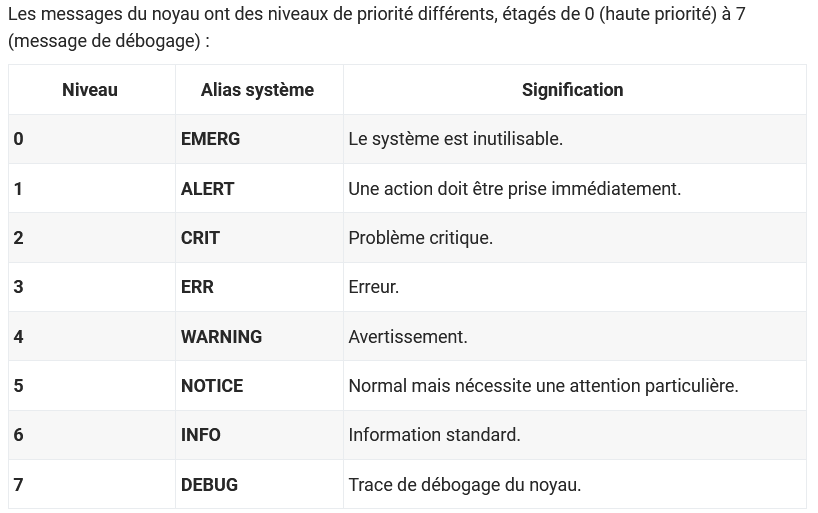 Les messages du noyau ont des niveaux de priorité différents, étagés de 0 (haute priorité) à 7
(message de débogage) :
Niveau Alias système Signification
0 EMERG Le système est inutilisable.
1 ALERT Une action doit être prise immédiatement.
2 CRIT Problème critique.
3 ERR Erreur.
4 WARNING Avertissement.
5 NOTICE Normal mais nécessite une attention particulière.
6 INFO Information standard.
7 DEBUG Trace de débogage du noyau.